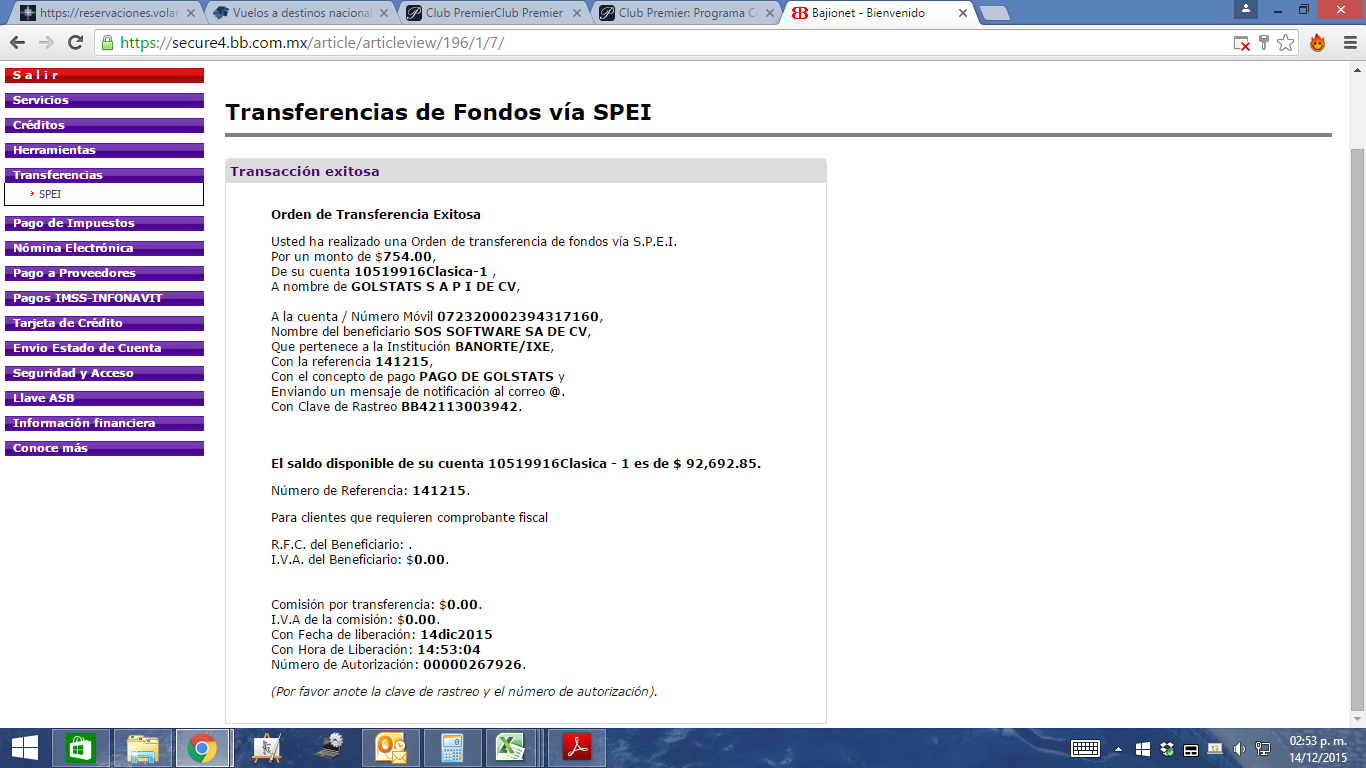 https://reservaciones.volar
Vuelos a destinos nacional
Club PremierClub Premier
Club Premier: Programa C
Bajionet - Bienvenido
https://secure4.bb.com.mx/article/articleview/196/1/7/
S a l i r
Servicios
Créditos
Herramientas
Transferencias
SPEI
Pago de Impuestos
Nómina Electrónica
Pago a Proveedores
Pagos IMSS-INFONAVIT
Tarjeta de Crédito
Envio Estado de Cuenta
Seguridad y Acceso
Llave ASB
Información financiera
Conoce más
Transferencias de Fondos vía SPEI
Transacción exitosa
Orden de Transferencia Exitosa
Usted ha realizado una Orden de transferencia de fondos vía S.P.E.I.
Por un monto de $754.00,
De su cuenta 10519916Clasica-1 ,
A nombre de GOLSTATS S A P I DE CV,
A la cuenta / Número Móvil 072320002394317160,
Nombre del beneficiario SOS SOFTWARE SA DE CV,
Que pertenece a la Institución BANORTE/IXE,
Con la referencia 141215,
Con el concepto de pago PAGO DE GOLSTATS y
Enviando un mensaje de notificación al correo @.
Con Clave de Rastreo BB42113003942.
El saldo disponible de su cuenta 10519916Clasica - 1 es de $ 92,692.85.
Número de Referencia: 141215.
Para clientes que requieren comprobante fiscal
R.F.C. del Beneficiario: .
I.V.A. del Beneficiario: $0.00.
Comisión por transferencia: $0.00.
I.V.A de la comisión: $0.00.
Con Fecha de liberación: 14dic2015
Con Hora de Liberación: 14:53:04
Número de Autorización: 00000267926.
(Por favor anote la clave de rastreo y el número de autorización).
02:53 p. m.
14/12/2015